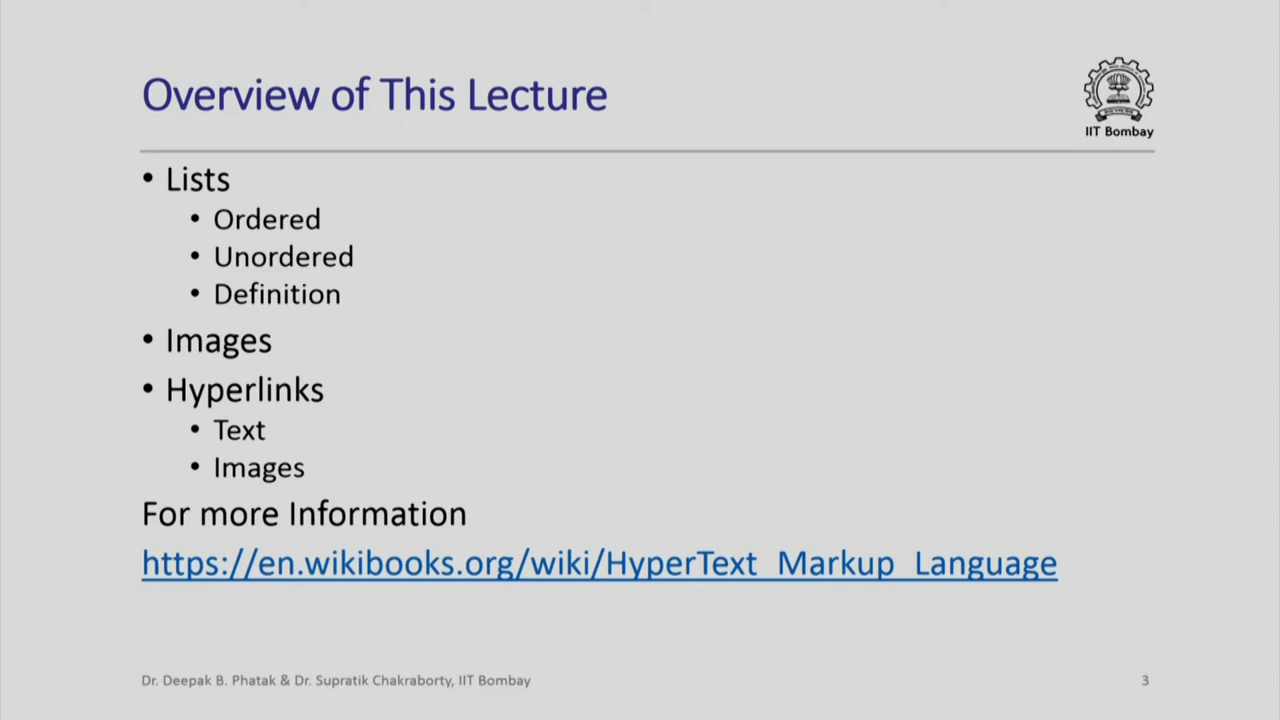 Overview of This Lecture
IIT Bombay
• Lists
• Ordered
• Unordered
• Definition
• Images
• Hyperlinks
• Text
• Images
For more Information
https://en.wikibooks.org/wiki/HyperText_Markup_Language
Dr. Deepak B. Phatak & Dr. Supratik Chakraborty, IIT Bombay
3